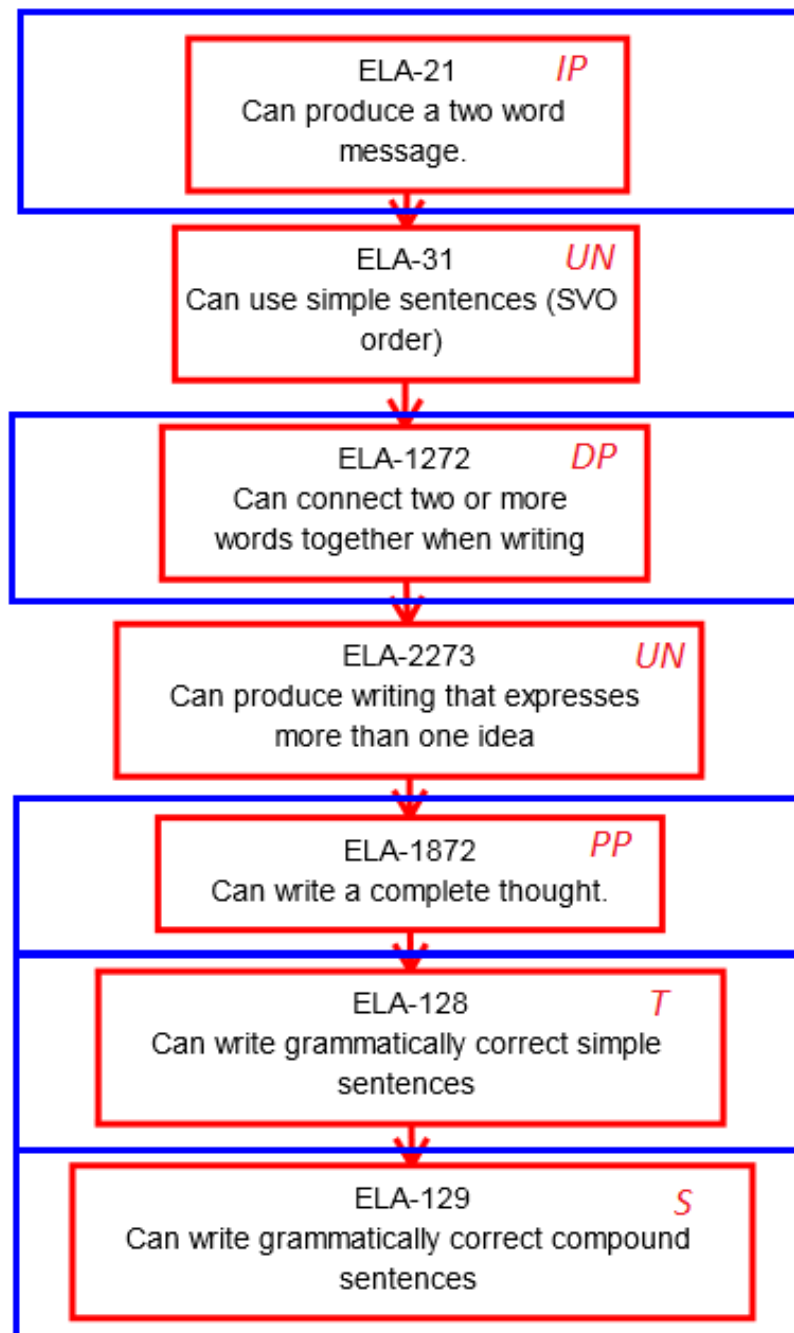 ELA-21 IP
Can produce a two word
message.
ELA-31 UN
Can use simple sentences (SVO
order)
ELA-1272 DP
Can connect two or more
words together when writing
ELA-2273 UN
Can produce writing that expresses
more than one idea
ELA-1872 PP
Can write a complete thought.
ELA-128 T
Can write grammatically correct simple
sentences
ELA-129 S
Can write grammatically correct compound
sentences